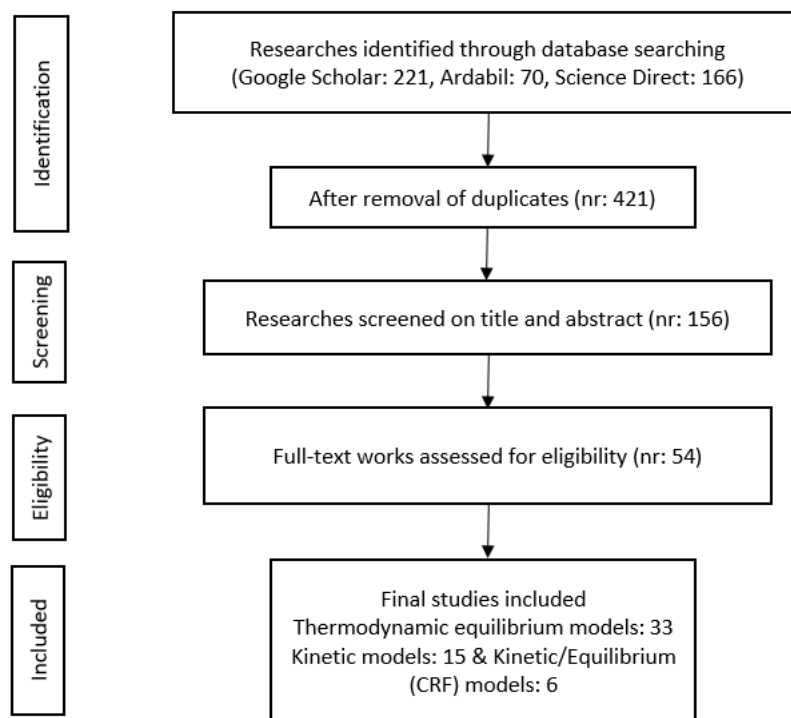 Identification
Researches identified through database searching
(Google Scholar: 221, Ardabil: 70, Science Direct: 166)
After removal of duplicates (nr: 421)
Screening
Researches screened on title and abstract (nr: 156)
Eligibility
Full-text works assessed for eligibility (nr: 54)
Included
Final studies included
Thermodynamic equilibrium models: 33
Kinetic models: 15 & Kinetic/Equilibrium
(CRF) models: 6